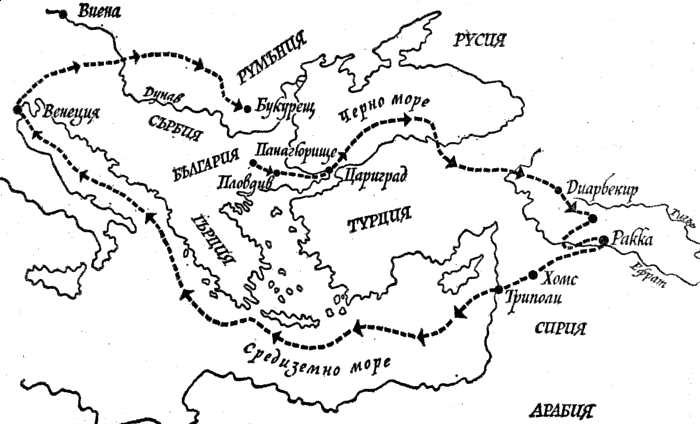 Виена
РУМЪНИЯ
РУСИЯ
Дунав
Букурещ
Черно море
Венеция
СЪРБИЯ
Панагюрище
БЪЛГАРИЯ
Пловдив
Цариград
Диарбекир
ТУРЦИЯ
ГЪРЦИЯ
Ракка
Ефрат
Хомс
Триполи
СИРИЯ
Средиземно море
АРАБИЯ